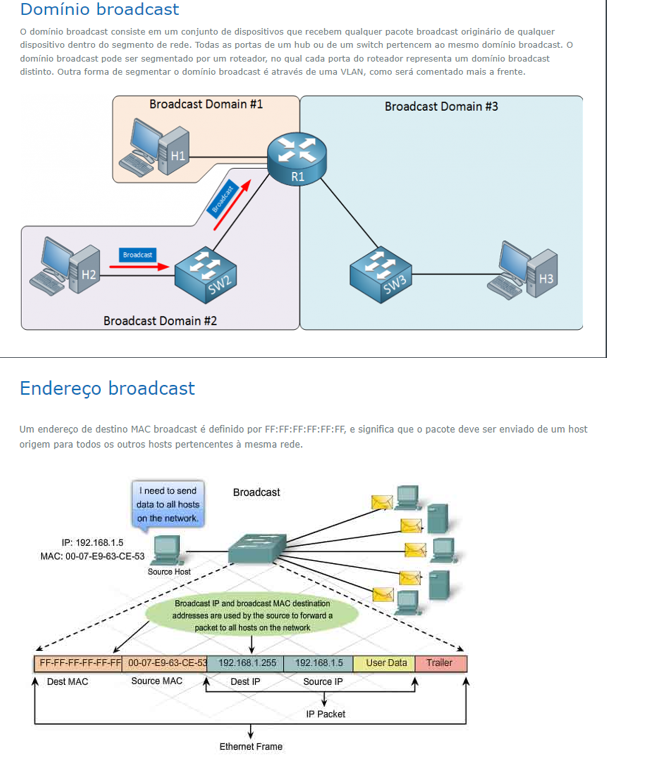 Domínio broadcast
O domínio broadcast consiste em um conjunto de dispositivos que recebem qualquer pacote broadcast originário de qualquer
dispositivo dentro do segmento de rede. Todas as portas de um hub ou de um switch pertencem ao mesmo domínio broadcast. O
domínio broadcast pode ser segmentado por um roteador, no qual cada porta do roteador representa um domínio broadcast
distinto. Outra forma de segmentar o domínio broadcast é através de uma VLAN, como será comentado mais a frente.
Broadcast Domain #1
Broadcast Domain #3
H1
R1
Broadcast
Broadcast
H2
SW2
SW3
H3
Broadcast Domain #2
Endereço broadcast
Um endereço de destino MAC broadcast é definido por FF:FF:FF:FF:FF:FF, e significa que o pacote deve ser enviado de um host
origem para todos os outros hosts pertencentes à mesma rede.
I need to send
data to all hosts
on the network.
Broadcast
IP: 192.168.1.5
MAC: 00-07-E9-63-CE-53
Source Host
Broadcast IP and broadcast MAC destination
addresses are used by the source to forward a
packet to all hosts on the network
FF-FF-FF-FF-FF-FF 00-07-E9-63-CE-53 192.168.1.255 192.168.1.5 User Data Trailer
Dest MAC Source MAC Dest IP Source IP
IP Packet
Ethernet Frame